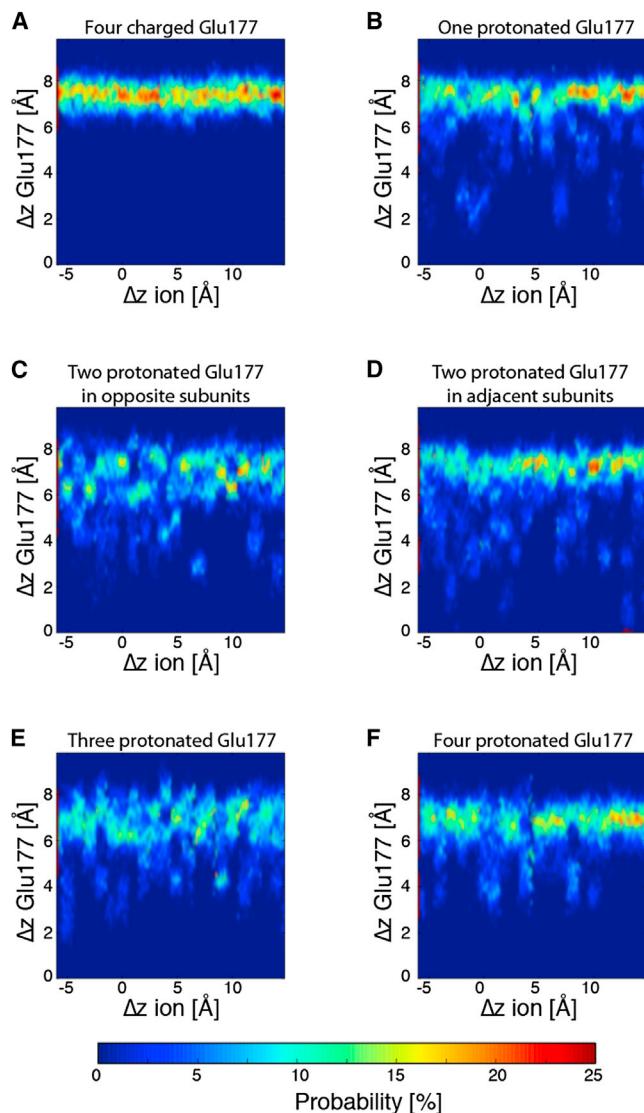 A
Four charged Glu177
Δz Glu177 [Å]
8
6
4
2
0
-5 0 5 10
Δz ion [Å]
B
One protonated Glu177
Δz Glu177 [Å]
8
6
4
2
0
-5 0 5 10
Δz ion [Å]
C
Two protonated Glu177
in opposite subunits
Δz Glu177 [Å]
8
6
4
2
0
-5 0 5 10
Δz ion [Å]
D
Two protonated Glu177
in adjacent subunits
Δz Glu177 [Å]
8
6
4
2
0
-5 0 5 10
Δz ion [Å]
E
Three protonated Glu177
Δz Glu177 [Å]
8
6
4
2
0
-5 0 5 10
Δz ion [Å]
F
Four protonated Glu177
Δz Glu177 [Å]
8
6
4
2
0
-5 0 5 10
Δz ion [Å]
0 5 10 15 20 25
Probability [%]